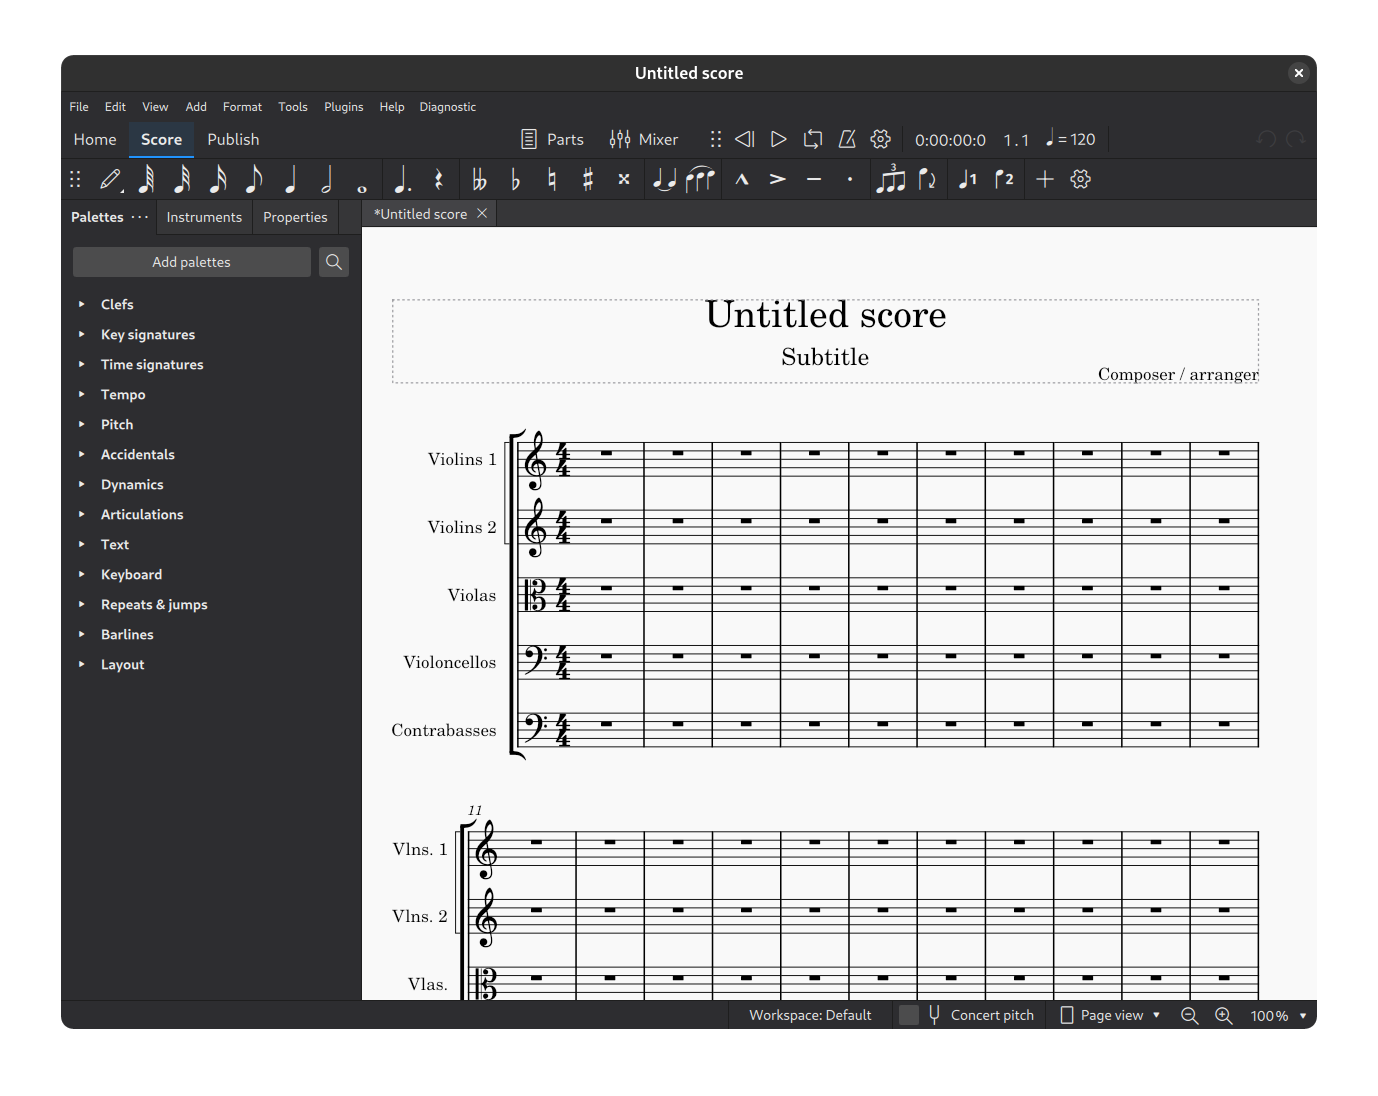 Untitled score
File Edit View Add Format Tools Plugins Help Diagnostic
Home Score Publish Parts Mixer 0:00:00:0 1.1 = 120
3 1 2
Palettes ··· Instruments Properties *Untitled score
Add palettes
Clefs
Key signatures
Time signatures
Tempo
Pitch
Accidentals
Dynamics
Articulations
Text
Keyboard
Repeats & jumps
Barlines
Layout
Untitled score
Subtitle
Composer / arranger
Violins 1
Violins 2
Violas
Violoncellos
Contrabasses
11
Vlns. 1
Vlns. 2
Vlas.
Workspace: Default Concert pitch Page view 100%